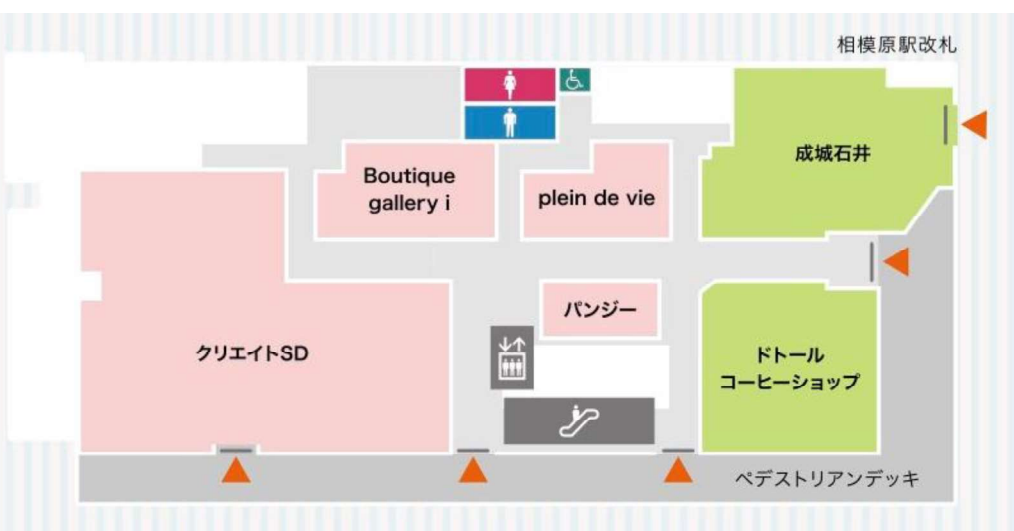 相模原駅改札
成城石井
Boutique
gallery i
plein de vie
パンジー
クリエイトSD
ドトール
コーヒーショップ
ペデストリアンデッキ